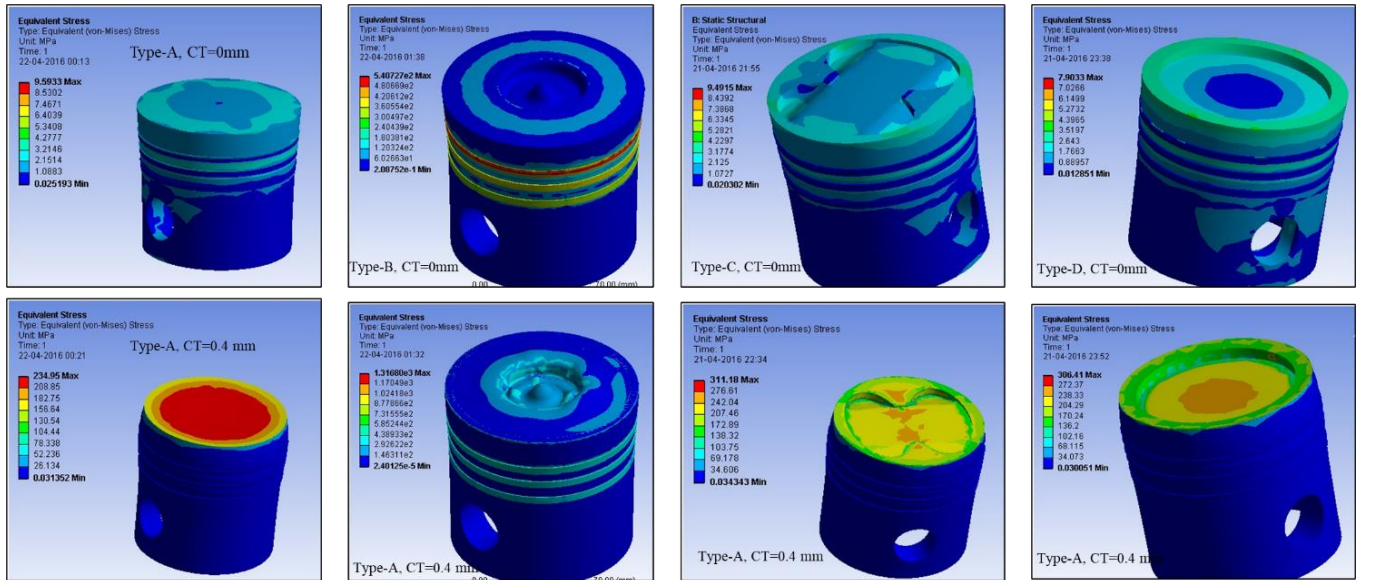 Equivalent Stress
Type: Equivalent (von-Mises) Stress
Unit: MPa
Time: 1
22-04-2016 00:13
Type-A, CT=0mm
9.5933 Max
8.5302
7.4671
6.4039
5.3408
4.2777
3.2146
2.1514
1.0883
0.025193 Min
Equivalent Stress
Type: Equivalent (von-Mises) Stress
Unit: MPa
Time: 1
22-04-2016 01:38
5.40727e2 Max
4.80669e2
4.20612e2
3.60554e2
3.00497e2
2.40439e2
1.80381e2
1.20324e2
6.02663e1
2.08752e-1 Min
Type-B, CT=0mm
0.00
70.00 (mm)
B: Static Structural
Equivalent Stress
Type: Equivalent (von-Mises) Stress
Unit: MPa
Time: 1
21-04-2016 21:55
9.4915 Max
8.4392
7.3868
6.3345
5.2821
4.2297
3.1774
2.125
1.0727
0.020302 Min
Type-C, CT=0mm
Equivalent Stress
Type: Equivalent (von-Mises) Stress
Unit: MPa
Time: 1
21-04-2016 23:38
7.9033 Max
7.0266
6.1499
5.2732
4.3965
3.5197
2.643
1.7663
0.88957
0.012851 Min
Type-D, CT=0mm
Equivalent Stress
Type: Equivalent (von-Mises) Stress
Unit: MPa
Time: 1
22-04-2016 00:21
Type-A, CT=0.4 mm
234.95 Max
208.85
182.75
156.64
130.54
104.44
78.338
52.236
26.134
0.031352 Min
Equivalent Stress
Type: Equivalent (von-Mises) Stress
Unit: MPa
Time: 1
22-04-2016 01:32
1.31680e3 Max
1.17049e3
1.02418e3
8.77866e2
7.31555e2
5.85244e2
4.38933e2
2.92622e2
1.46311e2
2.40125e-5 Min
Type-A, CT=0.4 mm
0.00
70.00 (mm)
Equivalent Stress
Type: Equivalent (von-Mises) Stress
Unit: MPa
Time: 1
21-04-2016 22:34
311.18 Max
276.61
242.04
207.46
172.89
138.32
103.75
69.178
34.606
0.034343 Min
Type-A, CT=0.4 mm
Equivalent Stress
Type: Equivalent (von-Mises) Stress
Unit: MPa
Time: 1
21-04-2016 23:52
306.41 Max
272.37
238.33
204.29
170.24
136.2
102.16
68.115
34.073
0.030051 Min
Type-A, CT=0.4 mm